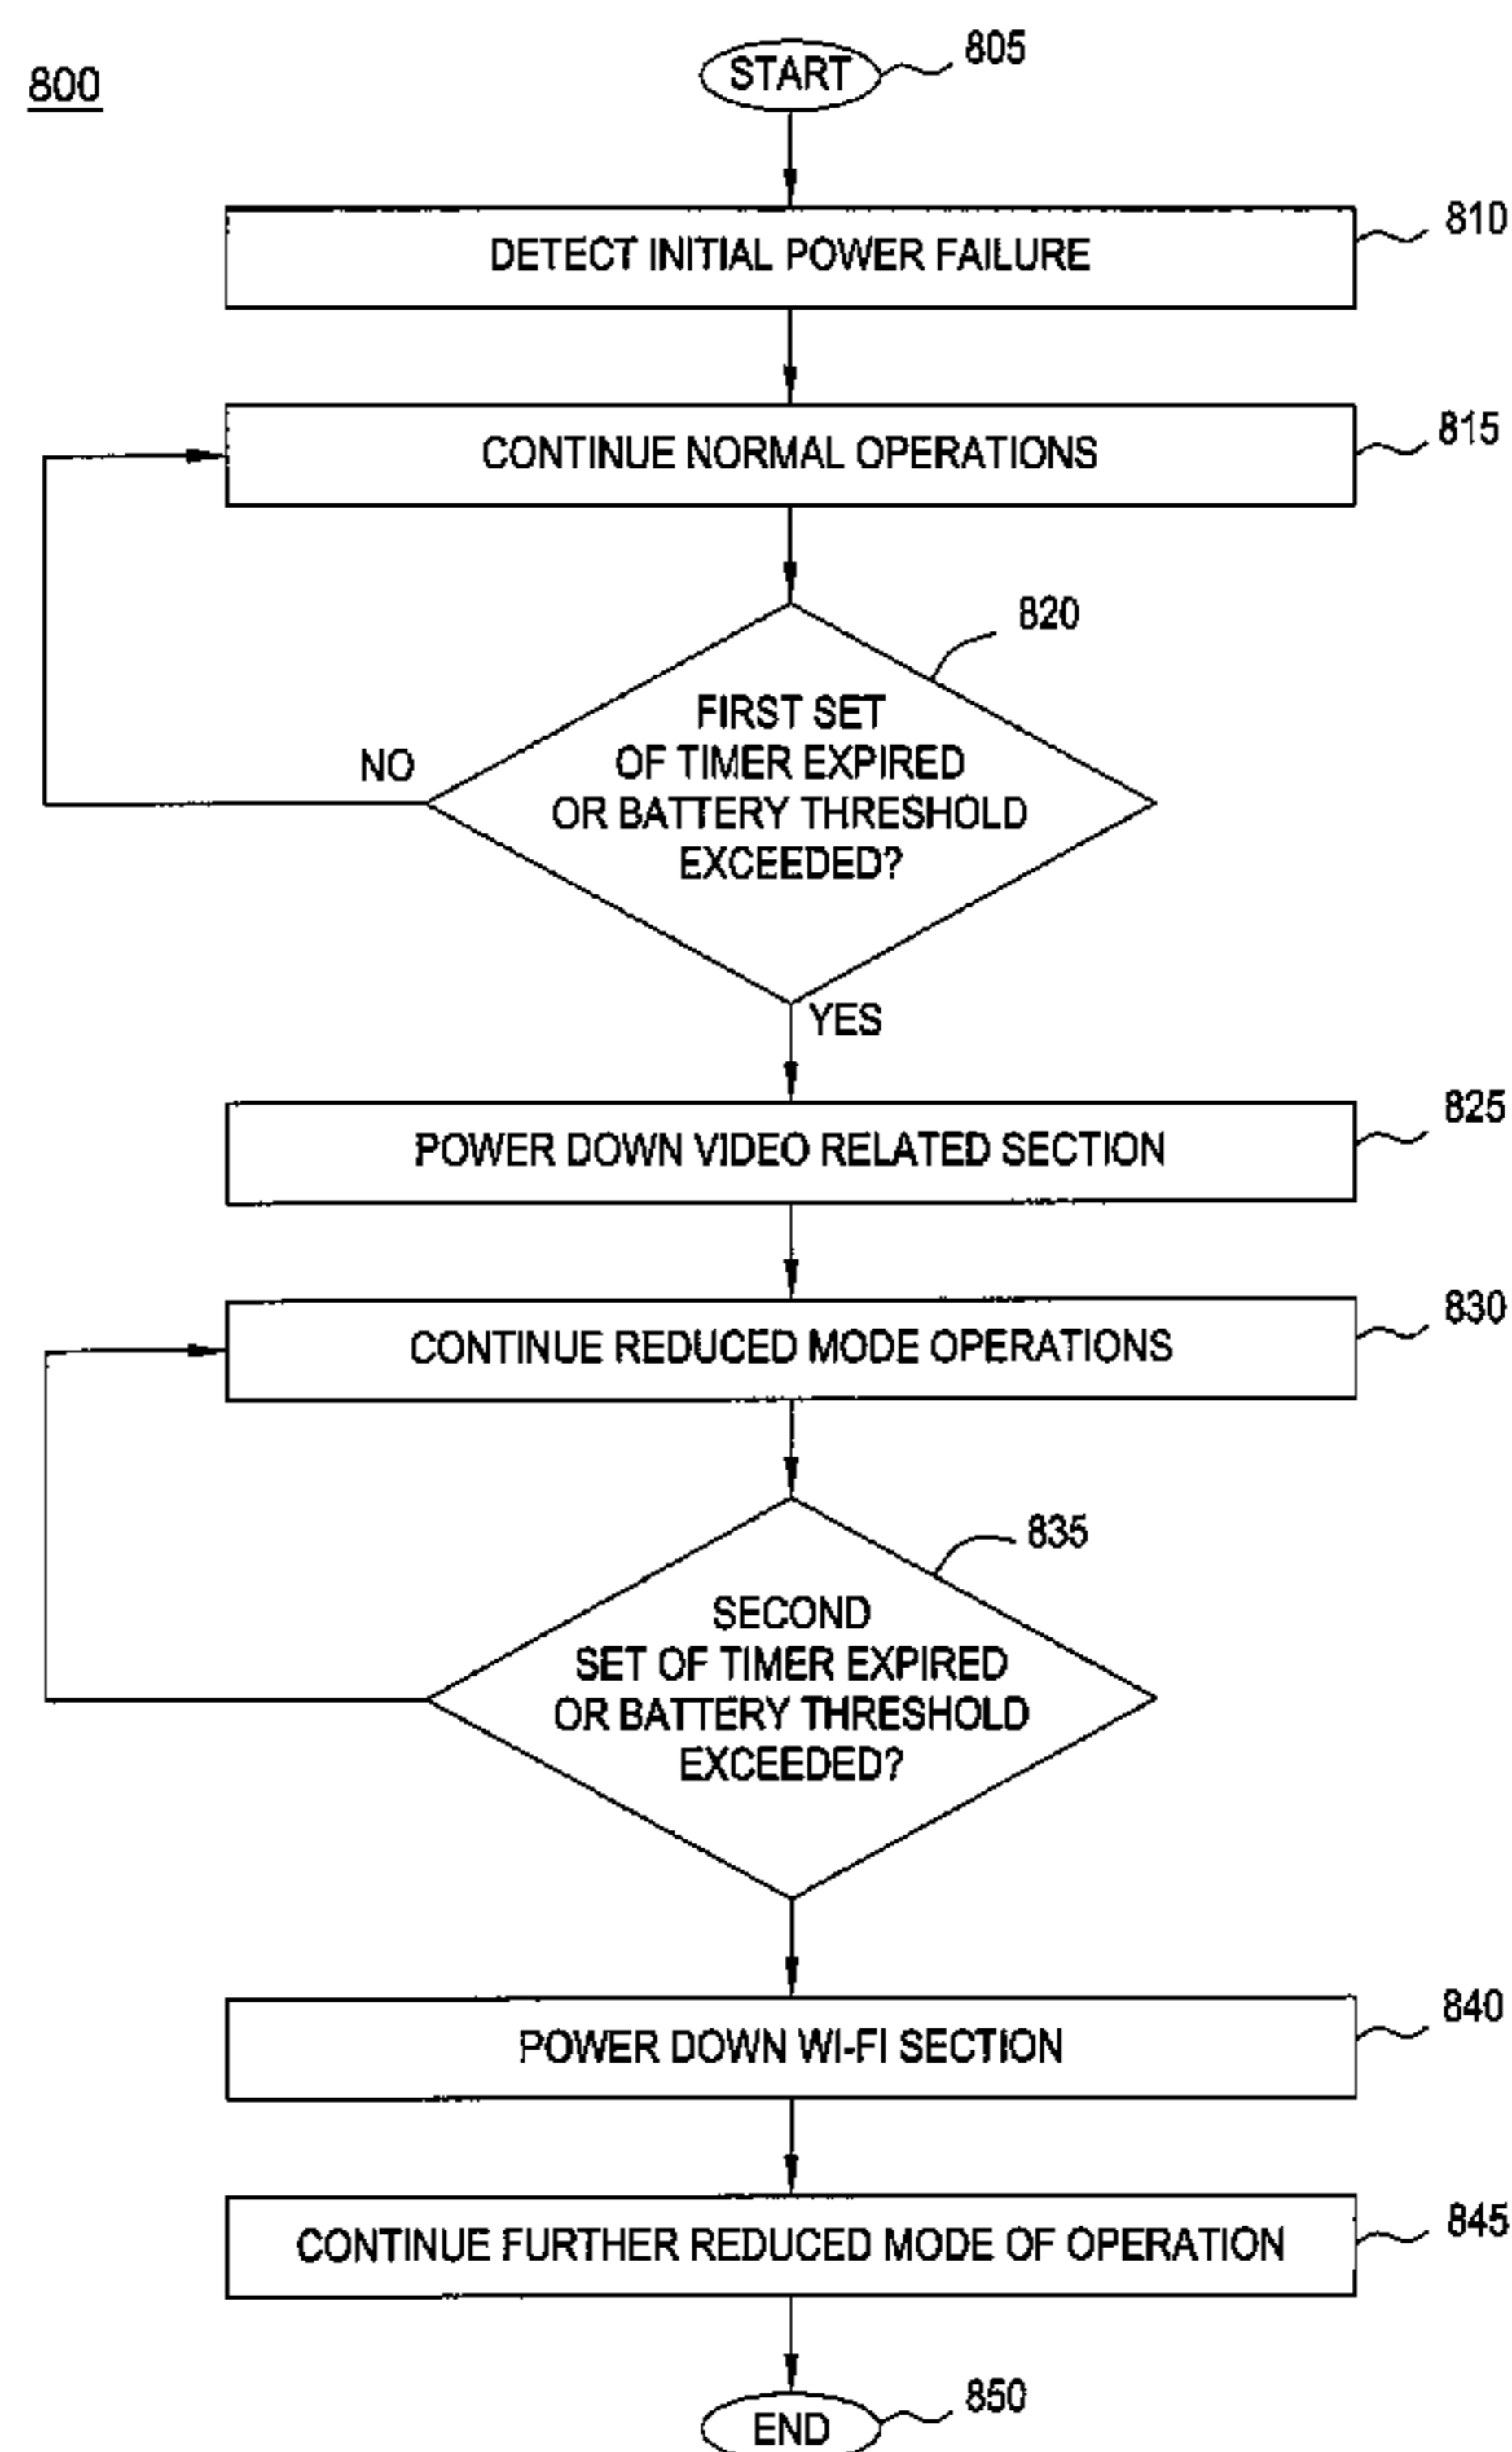 800
START
805
DETECT INITIAL POWER FAILURE
810
CONTINUE NORMAL OPERATIONS
815
820
FIRST SET
OF TIMER EXPIRED
OR BATTERY THRESHOLD
EXCEEDED?
NO
YES
POWER DOWN VIDEO RELATED SECTION
825
CONTINUE REDUCED MODE OPERATIONS
830
835
SECOND
SET OF TIMER EXPIRED
OR BATTERY THRESHOLD
EXCEEDED?
POWER DOWN WI-FI SECTION
840
CONTINUE FURTHER REDUCED MODE OF OPERATION
845
END
850